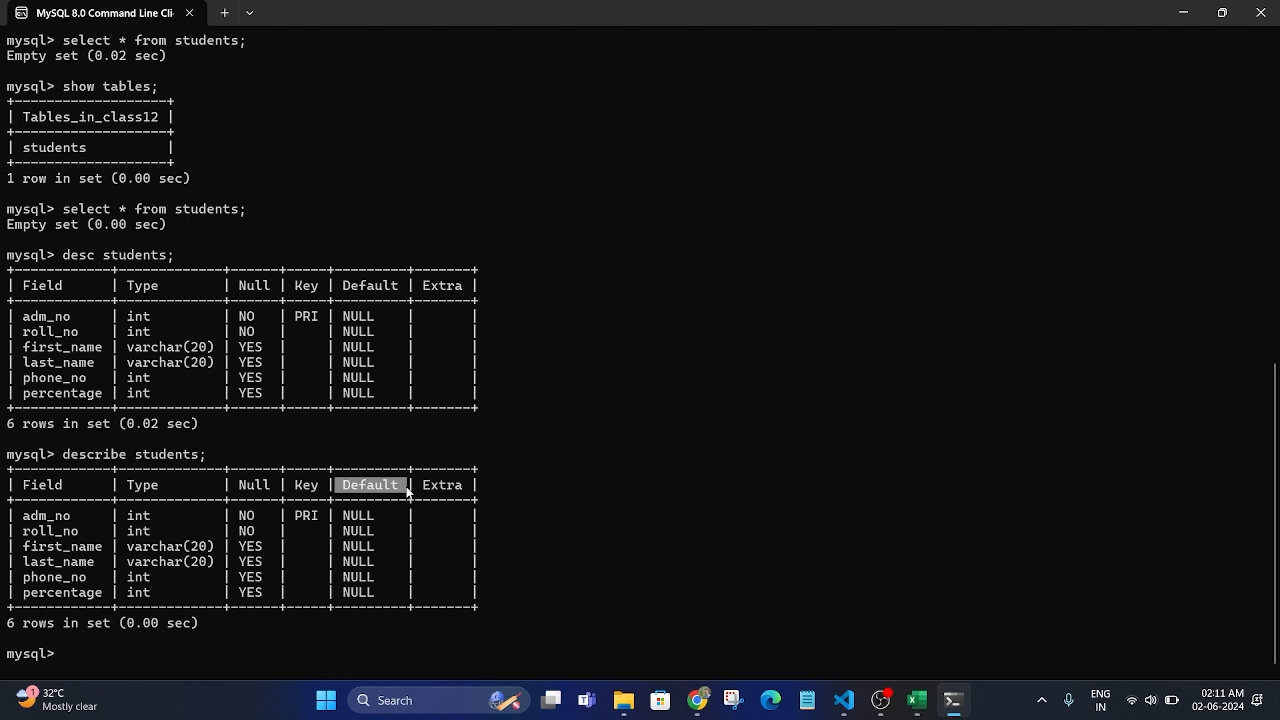 MySQL 8.0 Command Line Cli
mysql> select * from students;
Empty set (0.02 sec)
mysql> show tables;
+-------------------+
| Tables_in_class12 |
+-------------------+
| students          |
+-------------------+
1 row in set (0.00 sec)
mysql> select * from students;
Empty set (0.00 sec)
mysql> desc students;
+------------+-------------+------+-----+---------+-------+
| Field      | Type        | Null | Key | Default | Extra |
+------------+-------------+------+-----+---------+-------+
| adm_no     | int         | NO   | PRI | NULL    |       |
| roll_no    | int         | NO   |     | NULL    |       |
| first_name | varchar(20) | YES  |     | NULL    |       |
| last_name  | varchar(20) | YES  |     | NULL    |       |
| phone_no   | int         | YES  |     | NULL    |       |
| percentage | int         | YES  |     | NULL    |       |
+------------+-------------+------+-----+---------+-------+
6 rows in set (0.02 sec)
mysql> describe students;
+------------+-------------+------+-----+---------+-------+
| Field      | Type        | Null | Key | Default | Extra |
+------------+-------------+------+-----+---------+-------+
| adm_no     | int         | NO   | PRI | NULL    |       |
| roll_no    | int         | NO   |     | NULL    |       |
| first_name | varchar(20) | YES  |     | NULL    |       |
| last_name  | varchar(20) | YES  |     | NULL    |       |
| phone_no   | int         | YES  |     | NULL    |       |
| percentage | int         | YES  |     | NULL    |       |
+------------+-------------+------+-----+---------+-------+
6 rows in set (0.00 sec)
mysql>
1
32°C
Mostly clear
Search
ENG
IN
02:11 AM
02-06-2024